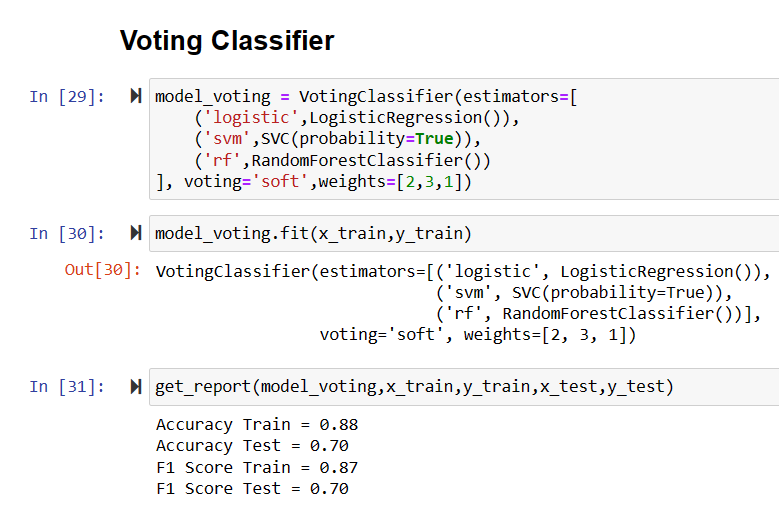 Voting Classifier
In [29]:
model_voting = VotingClassifier(estimators=[
('logistic',LogisticRegression()),
('svm',SVC(probability=True)),
('rf',RandomForestClassifier())
], voting='soft',weights=[2,3,1])
In [30]:
model_voting.fit(x_train,y_train)
Out[30]:
VotingClassifier(estimators=[('logistic', LogisticRegression()),
('svm', SVC(probability=True)),
('rf', RandomForestClassifier())],
voting='soft', weights=[2, 3, 1])
In [31]:
get_report(model_voting,x_train,y_train,x_test,y_test)
Accuracy Train = 0.88
Accuracy Test = 0.70
F1 Score Train = 0.87
F1 Score Test = 0.70